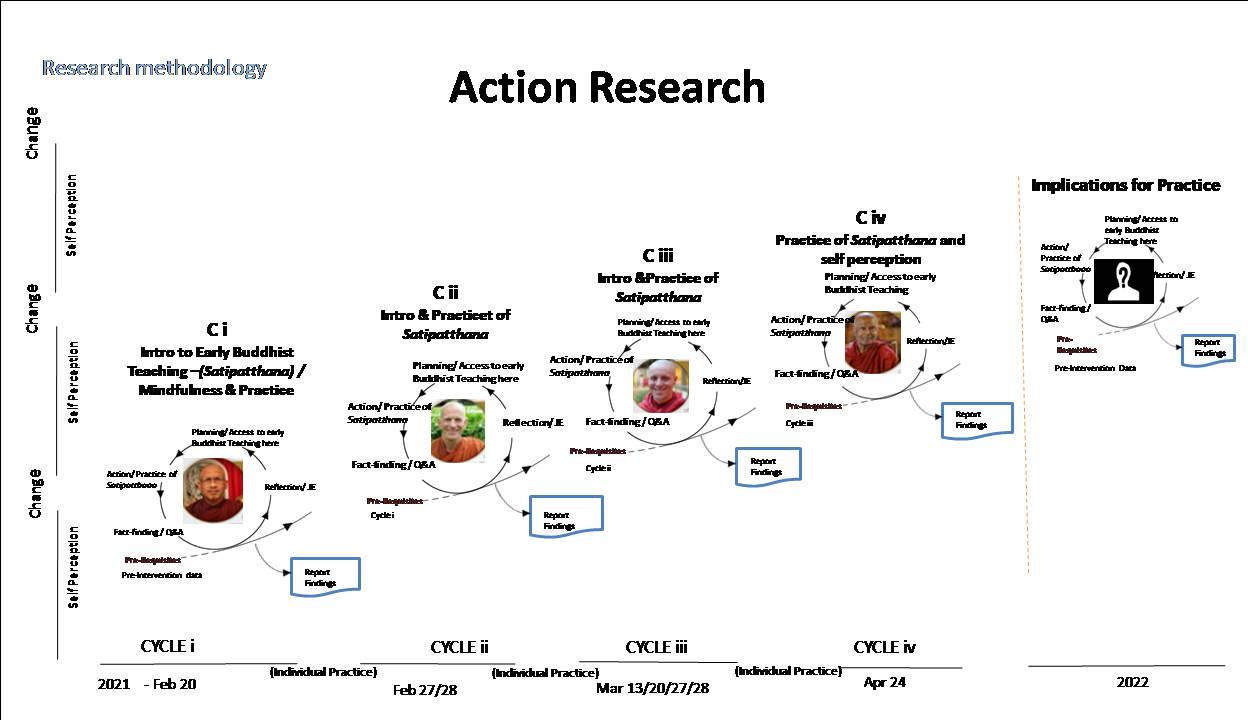 Research methodology
Action Research
Change
Self Perception
Change
Self Perception
Change
Self Perception
C i
Intro to Early Buddhist
Teaching –(Satipatthana) /
Mindfulness & Practice
Planning/ Access to early
Buddhist Teaching here
Action/ Practice of
Satipatthana
Reflection/ JE
Fact-finding / Q&A
Pre-Requisites
Pre-Intervention data
Report
Findings
C ii
Intro & Practicet of
Satipatthana
Planning/ Access to early
Buddhist Teaching here
Action/ Practice of
Satipatthana
Reflection/JE
Fact-finding / Q&A
Pre-Requisites
Cycle i
Report
Findings
C iii
Intro &Practice of
Satipatthana
Planning/ Access to early
Buddhist Teaching here
Action/ Practice of
Satipatthana
Reflection/JE
Fact-finding / Q&A
Pre-Requisites
Cycle ii
Report
Findings
C iv
Practice of Satipatthana and
self perception
Planning/ Access to early
Buddhist Teaching
Action/ Practice of
Satipatthana
Reflection/JE
Fact-finding / Q&A
Pre-Requisites
Cycle iii
Report
Findings
Implications for Practice
Planning/ Access to
early Buddhist
Teaching here
Action/
Practice of
Satipatthana
flection/ JE
Fact-finding/
Q&A
Pre-
Requisites
Pre-Intervention Data
Report
Findings
CYCLE i
(Individual Practice)
CYCLE ii
(Individual Practice)
CYCLE iii
(Individual Practice)
CYCLE iv
2021 - Feb 20
Feb 27/28
Mar 13/20/27/28
Apr 24
2022